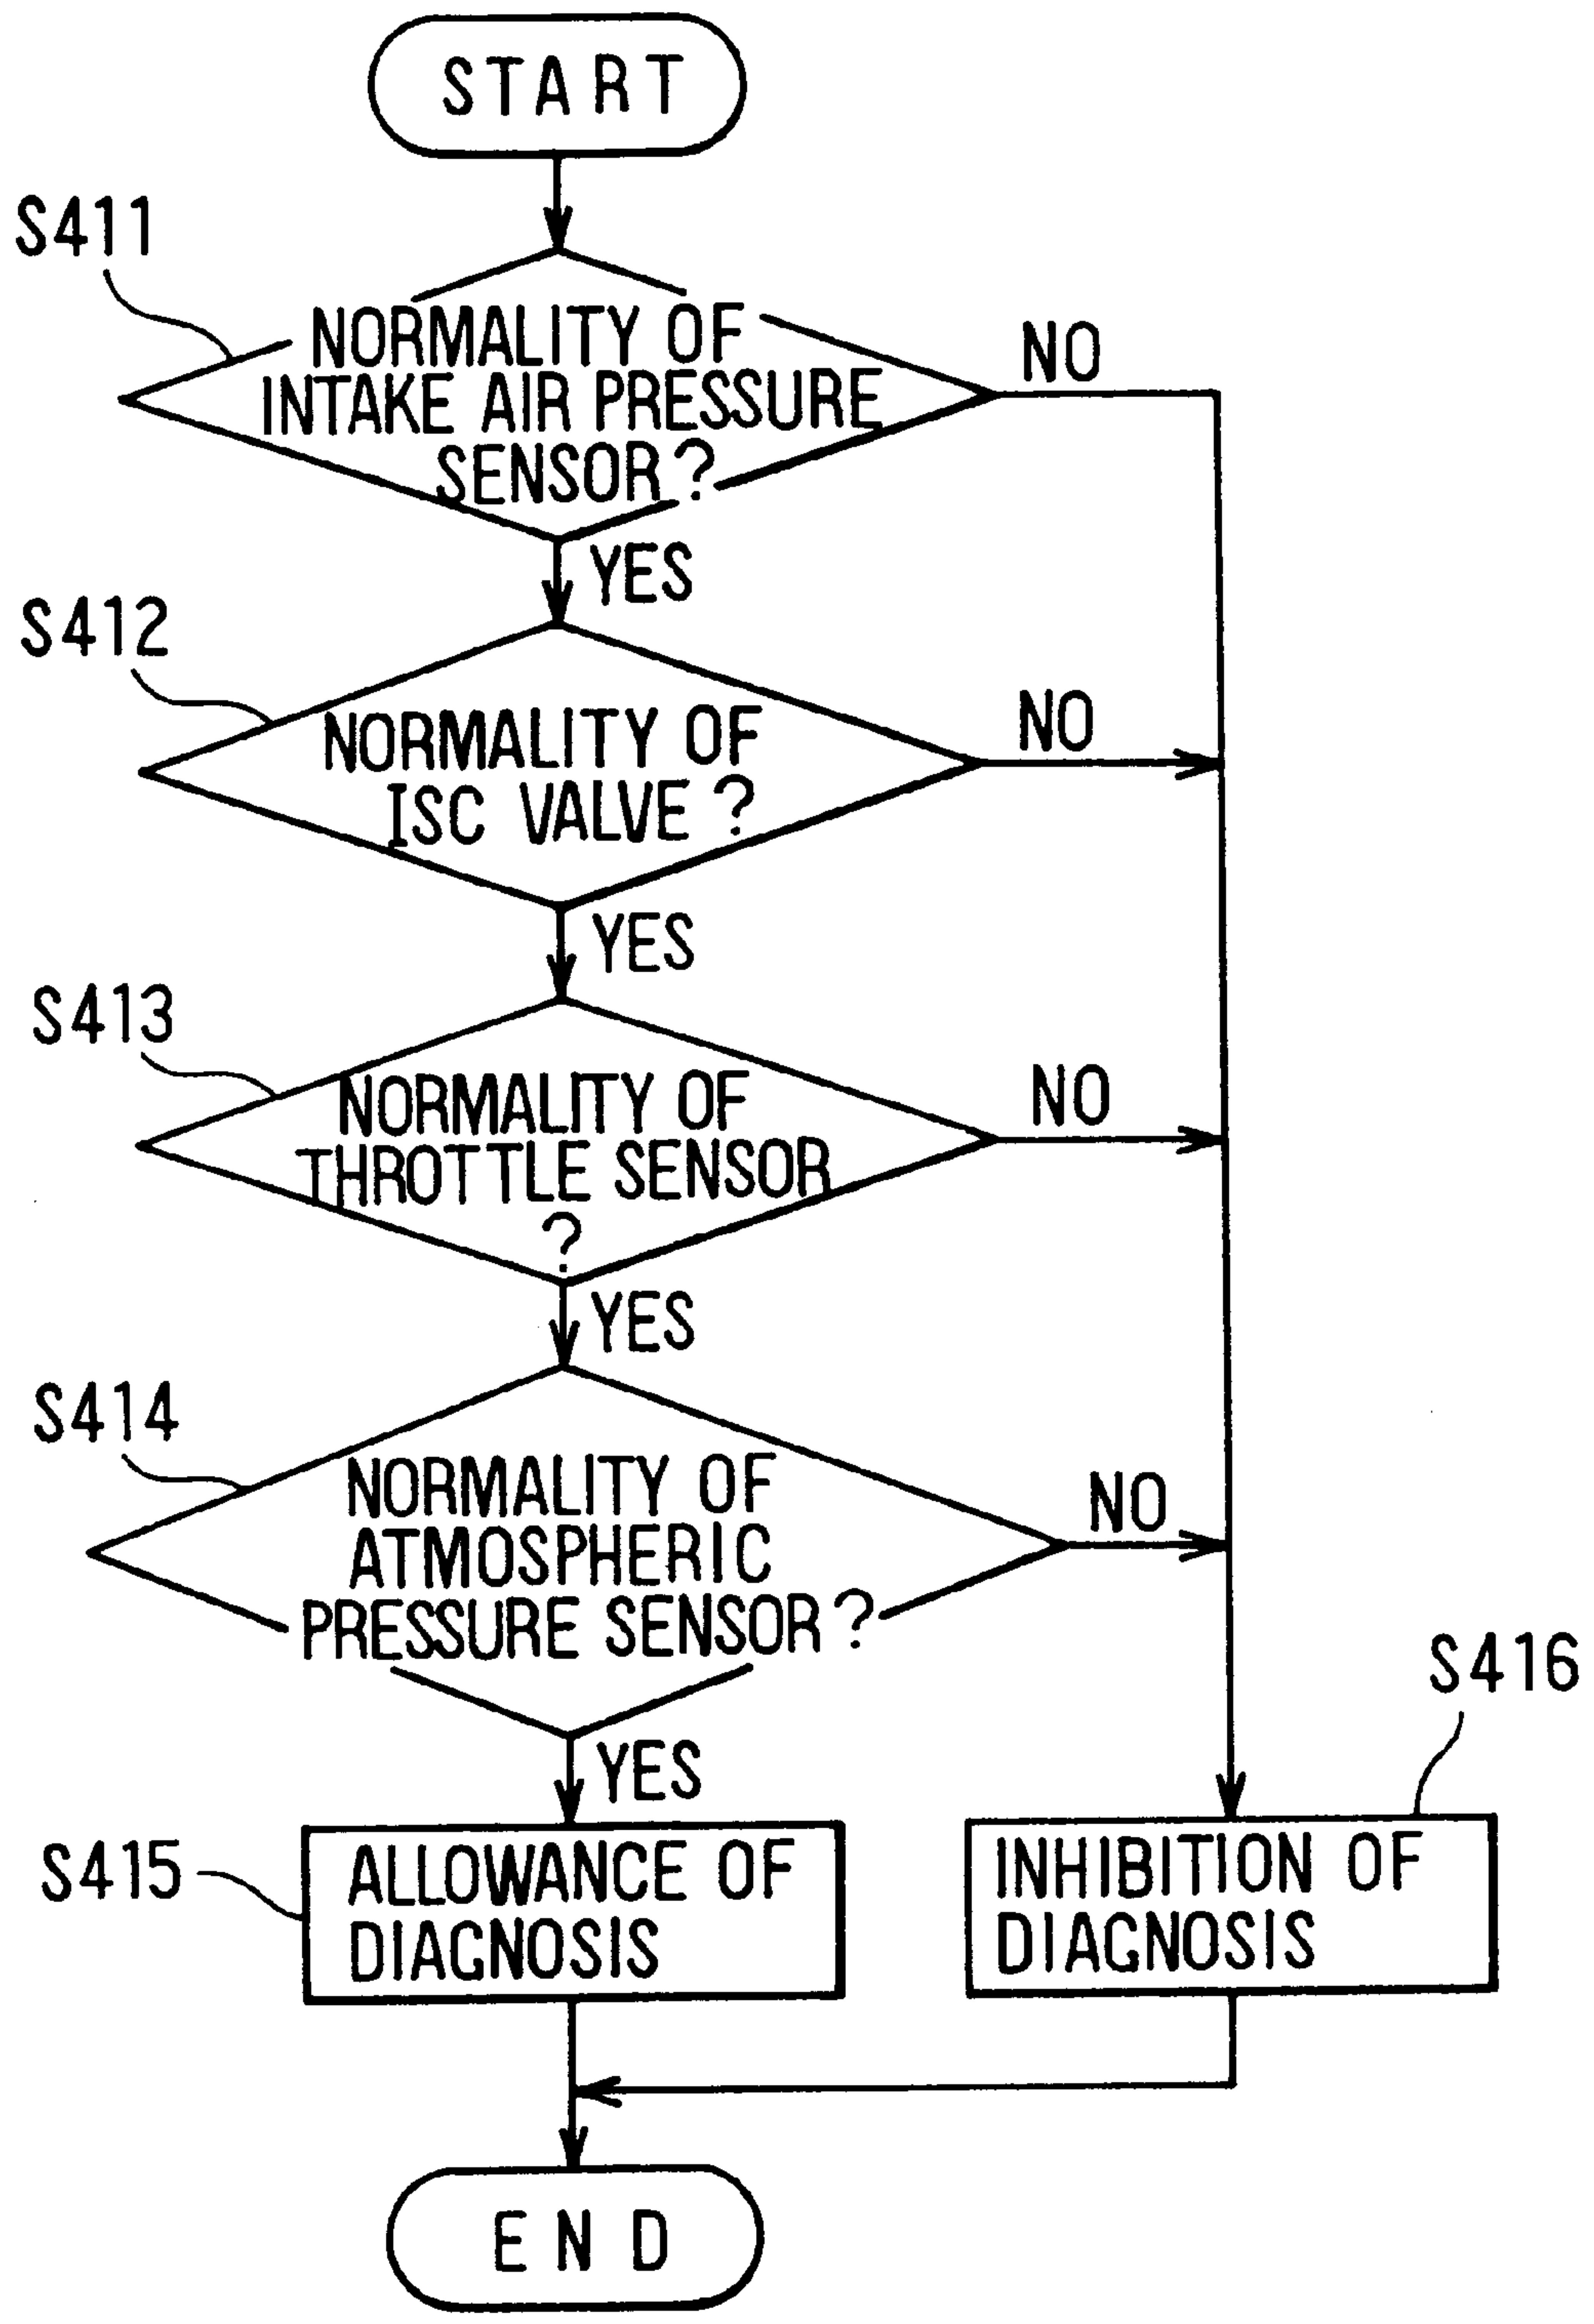 START
S411
NORMALITY OF
INTAKE AIR PRESSURE
SENSOR?
NO
YES
S412
NORMALITY OF
ISC VALVE?
NO
YES
S413
NORMALITY OF
THROTTLE SENSOR
?
NO
YES
S414
NORMALITY OF
ATMOSPHERIC
PRESSURE SENSOR?
NO
YES
S415
ALLOWANCE OF
DIAGNOSIS
S416
INHIBITION OF
DIAGNOSIS
END